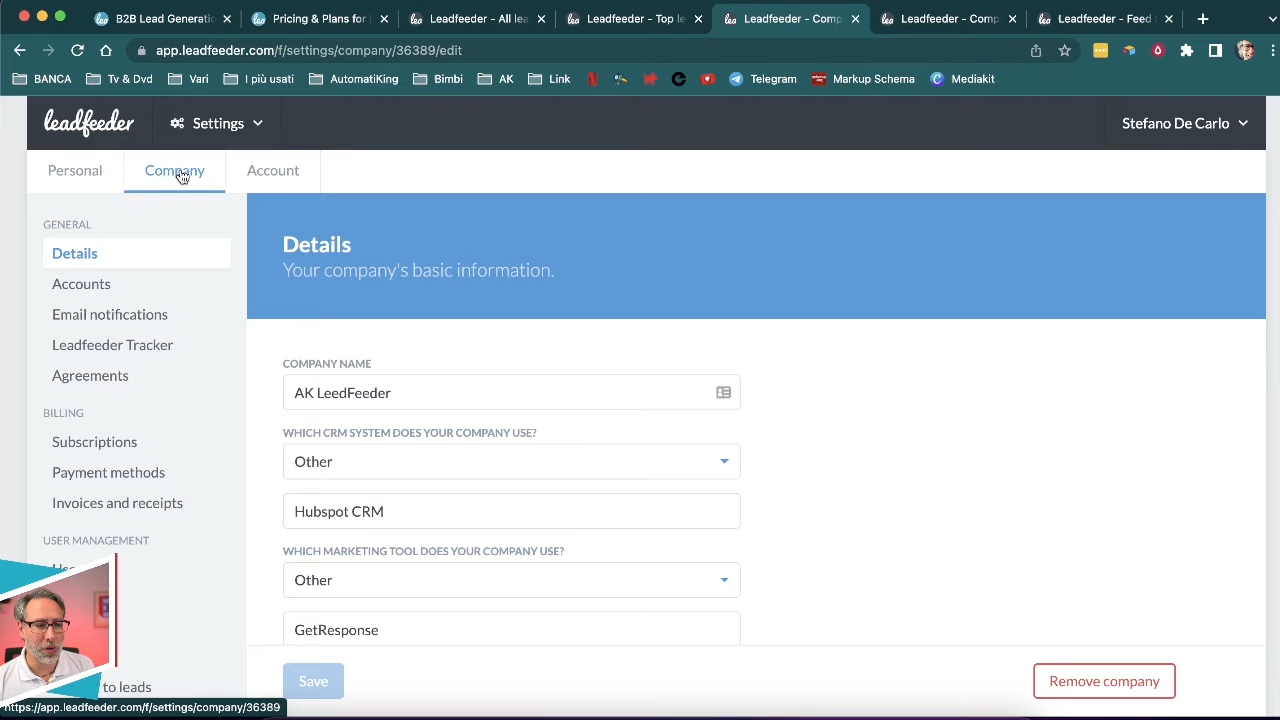 B2B Lead Generati
Pricing & Plans for L
Leadfeeder - All lea
Leadfeeder - Top le
Leadfeeder - Comp
Leadfeeder - Comp
Leadfeeder - Feed
app.leadfeeder.com/f/settings/company/36389/edit
BANCA
Tv & Dvd
Vari
I più usati
AutomatiKing
Bimbi
AK
Link
Telegram
Markup Schema
Mediakit
leadfeeder
Settings
Stefano De Carlo
Personal
Company
Account
GENERAL
Details
Accounts
Email notifications
Leadfeeder Tracker
Agreements
BILLING
Subscriptions
Payment methods
Invoices and receipts
USER MANAGEMENT
to leads
Details
Your company's basic information.
COMPANY NAME
AK LeedFeeder
WHICH CRM SYSTEM DOES YOUR COMPANY USE?
Other
Hubspot CRM
WHICH MARKETING TOOL DOES YOUR COMPANY USE?
Other
GetResponse
Save
Remove company
https://app.leadfeeder.com/f/settings/company/36389